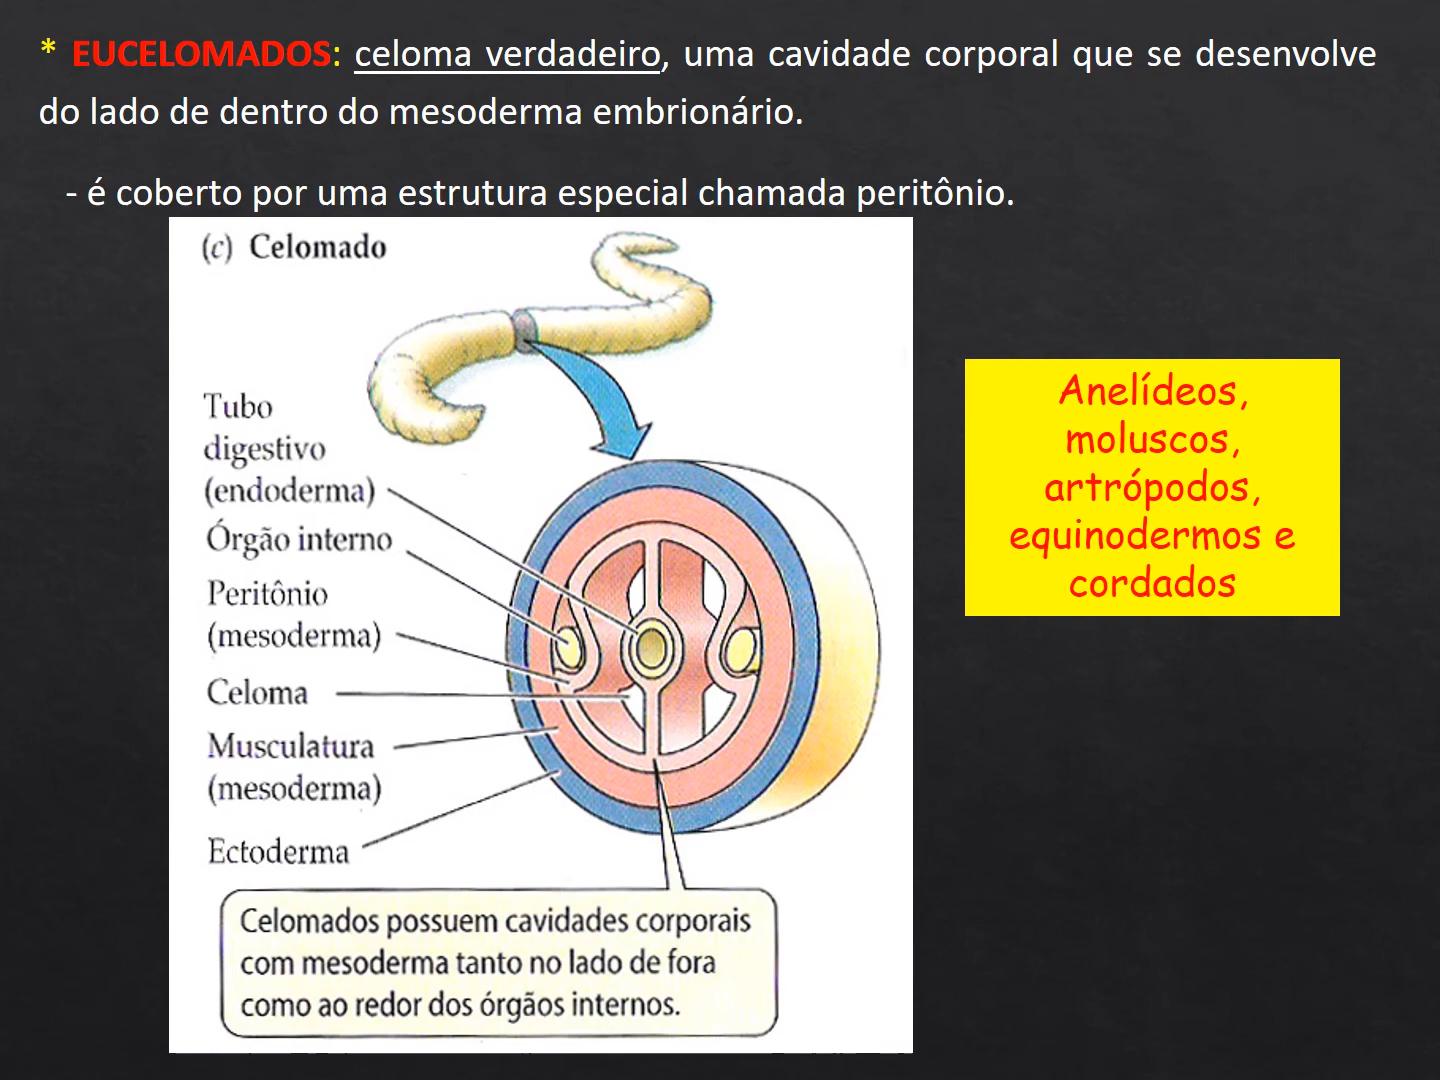 * EUCELOMADOS: celoma verdadeiro, uma cavidade corporal que se desenvolve
do lado de dentro do mesoderma embrionário.
- é coberto por uma estrutura especial chamada peritônio.
(c) Celomado
Tubo
digestivo
(endoderma)
Órgão interno
Peritônio
(mesoderma)
Celoma
Musculatura
(mesoderma)
Ectoderma
Celomados possuem cavidades corporais
com mesoderma tanto no lado de fora
como ao redor dos órgãos internos.
Anelídeos,
moluscos,
artrópodos,
equinodermos e
cordados